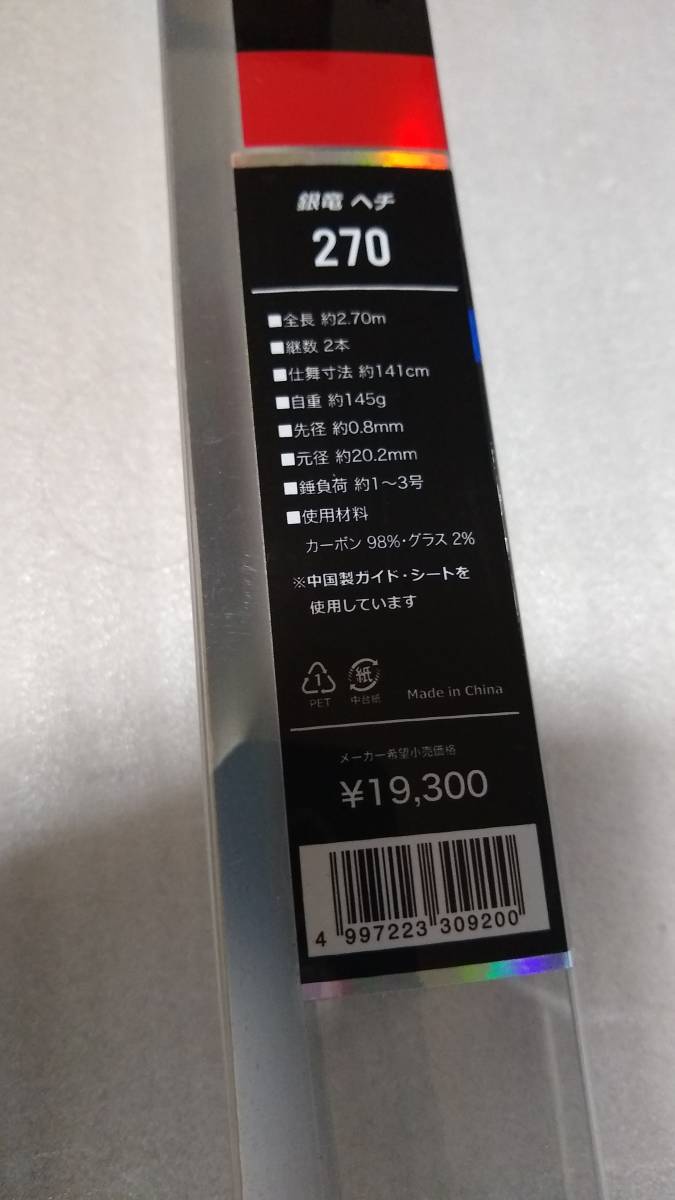 銀竜 ヘチ
270
■全長 約2.70m
■継数 2本
■仕舞寸法 約141cm
■自重 約145g
■先径 約0.8mm
■元径 約20.2mm
■錘負荷 約1〜3号
■使用材料
カーボン 98%・グラス 2%
※中国製ガイド・シートを
使用しています
1
紙
PET
中台紙
Made in China
メーカー希望小売価格
¥19,300
4 997223 309200